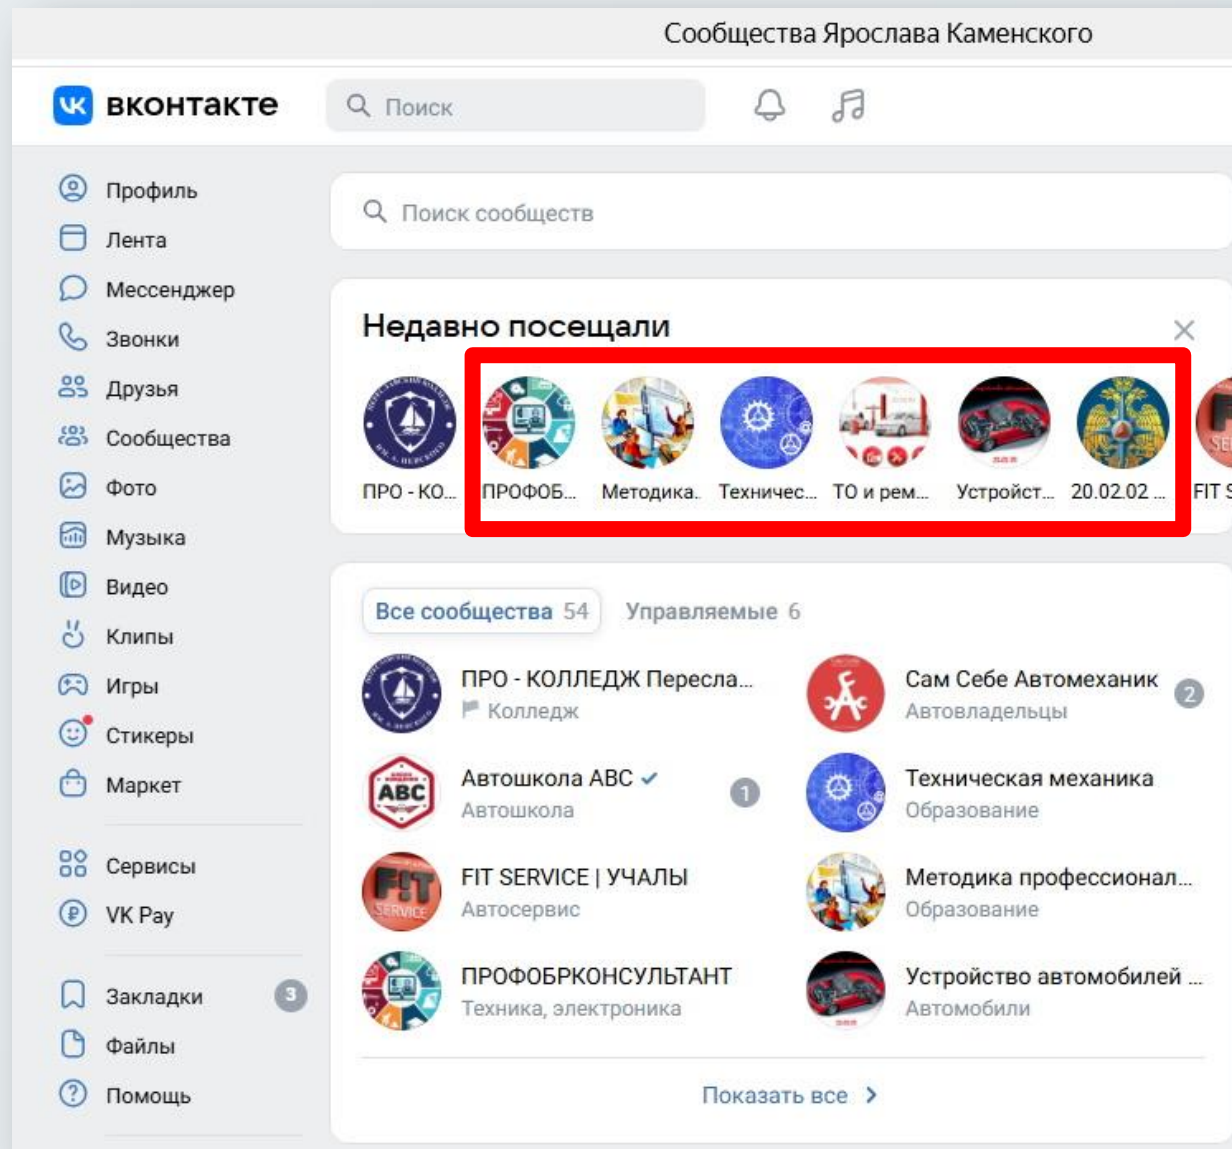 Сообщества Ярослава Каменского
вконтакте
Поиск
Профиль
Лента
Мессенджер
Звонки
Друзья
Сообщества
Фото
Музыка
Видео
Клипы
Игры
Стикеры
Маркет
Сервисы
VK Pay
Закладки 3
Файлы
Помощь
Поиск сообществ
Недавно посещали
ПРО - КО... ПРОФОБ... Методика. Техничес... ТО и рем... Устройст... 20.02.02 ... FIT S
Все сообщества 54 Управляемые 6
ПРО - КОЛЛЕДЖ Пересла...
Колледж
Сам Себе Автомеханик 2
Автовладельцы
АВС
Автошкола АВС 1
Автошкола
Техническая механика
Образование
FIT
SERVICE
FIT SERVICE | УЧАЛЫ
Автосервис
Методика профессионал...
Образование
ПРОФОБРКОНСУЛЬТАНТ
Техника, электроника
Устройство автомобилей ...
Автомобили
Показать все